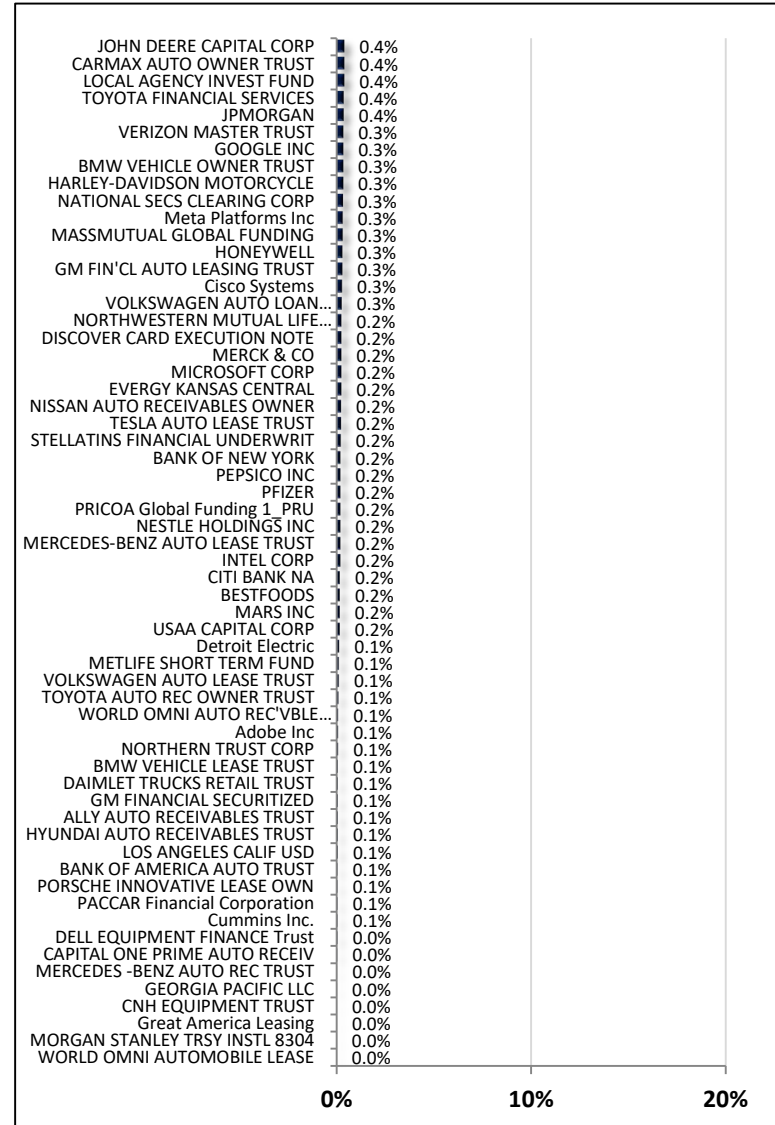 JOHN DEERE CAPITAL CORP 0.4%
CARMAX AUTO OWNER TRUST 0.4%
LOCAL AGENCY INVEST FUND 0.4%
TOYOTA FINANCIAL SERVICES 0.4%
JPMORGAN 0.4%
VERIZON MASTER TRUST 0.3%
GOOGLE INC 0.3%
BMW VEHICLE OWNER TRUST 0.3%
HARLEY-DAVIDSON MOTORCYCLE 0.3%
NATIONAL SECS CLEARING CORP 0.3%
Meta Platforms Inc 0.3%
MASSMUTUAL GLOBAL FUNDING 0.3%
HONEYWELL 0.3%
GM FIN'CL AUTO LEASING TRUST 0.3%
Cisco Systems 0.3%
VOLKSWAGEN AUTO LOAN… 0.3%
NORTHWESTERN MUTUAL LIFE… 0.2%
DISCOVER CARD EXECUTION NOTE 0.2%
MERCK & CO 0.2%
MICROSOFT CORP 0.2%
EVERGY KANSAS CENTRAL 0.2%
NISSAN AUTO RECEIVABLES OWNER 0.2%
TESLA AUTO LEASE TRUST 0.2%
STELLATINS FINANCIAL UNDERWRIT 0.2%
BANK OF NEW YORK 0.2%
PEPSICO INC 0.2%
PFIZER 0.2%
PRICOA Global Funding 1_PRU 0.2%
NESTLE HOLDINGS INC 0.2%
MERCEDES-BENZ AUTO LEASE TRUST 0.2%
INTEL CORP 0.2%
CITI BANK NA 0.2%
BESTFOODS 0.2%
MARS INC 0.2%
USAA CAPITAL CORP 0.2%
Detroit Electric 0.1%
METLIFE SHORT TERM FUND 0.1%
VOLKSWAGEN AUTO LEASE TRUST 0.1%
TOYOTA AUTO REC OWNER TRUST 0.1%
WORLD OMNI AUTO REC'VBLE… 0.1%
Adobe Inc 0.1%
NORTHERN TRUST CORP 0.1%
BMW VEHICLE LEASE TRUST 0.1%
DAIMLET TRUCKS RETAIL TRUST 0.1%
GM FINANCIAL SECURITIZED 0.1%
ALLY AUTO RECEIVABLES TRUST 0.1%
HYUNDAI AUTO RECEIVABLES TRUST 0.1%
LOS ANGELES CALIF USD 0.1%
BANK OF AMERICA AUTO TRUST 0.1%
PORSCHE INNOVATIVE LEASE OWN 0.1%
PACCAR Financial Corporation 0.1%
Cummins Inc. 0.1%
DELL EQUIPMENT FINANCE Trust 0.0%
CAPITAL ONE PRIME AUTO RECEIV 0.0%
MERCEDES -BENZ AUTO REC TRUST 0.0%
GEORGIA PACIFIC LLC 0.0%
CNH EQUIPMENT TRUST 0.0%
Great America Leasing 0.0%
MORGAN STANLEY TRSY INSTL 8304 0.0%
WORLD OMNI AUTOMOBILE LEASE 0.0%
0% 10% 20%